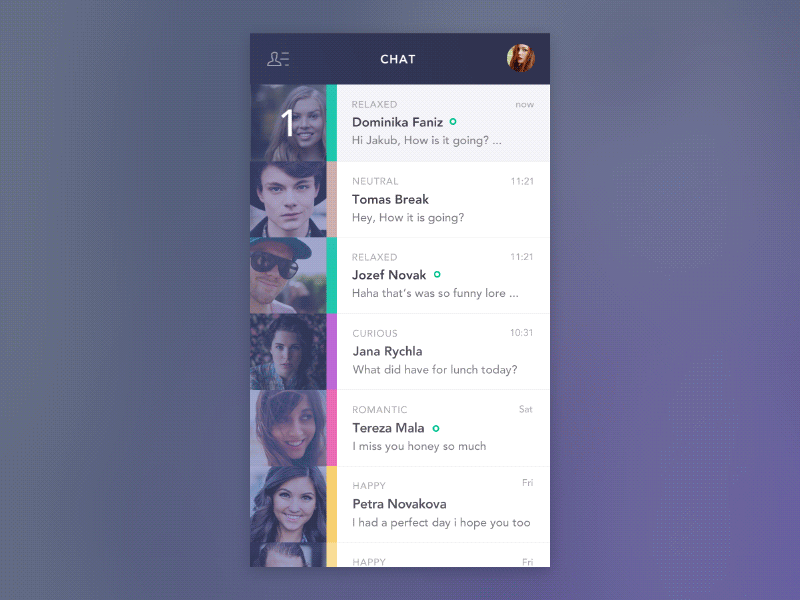 CHAT
1
RELAXED now
Dominika Faniz
Hi Jakub, How is it going? ...
NEUTRAL 11:21
Tomas Break
Hey, How it is going?
RELAXED 11:21
Jozef Novak
Haha that's was so funny lore ...
CURIOUS 10:31
Jana Rychla
What did have for lunch today?
ROMANTIC Sat
Tereza Mala
I miss you honey so much
HAPPY Fri
Petra Novakova
I had a perfect day i hope you too
HAPPY Fri